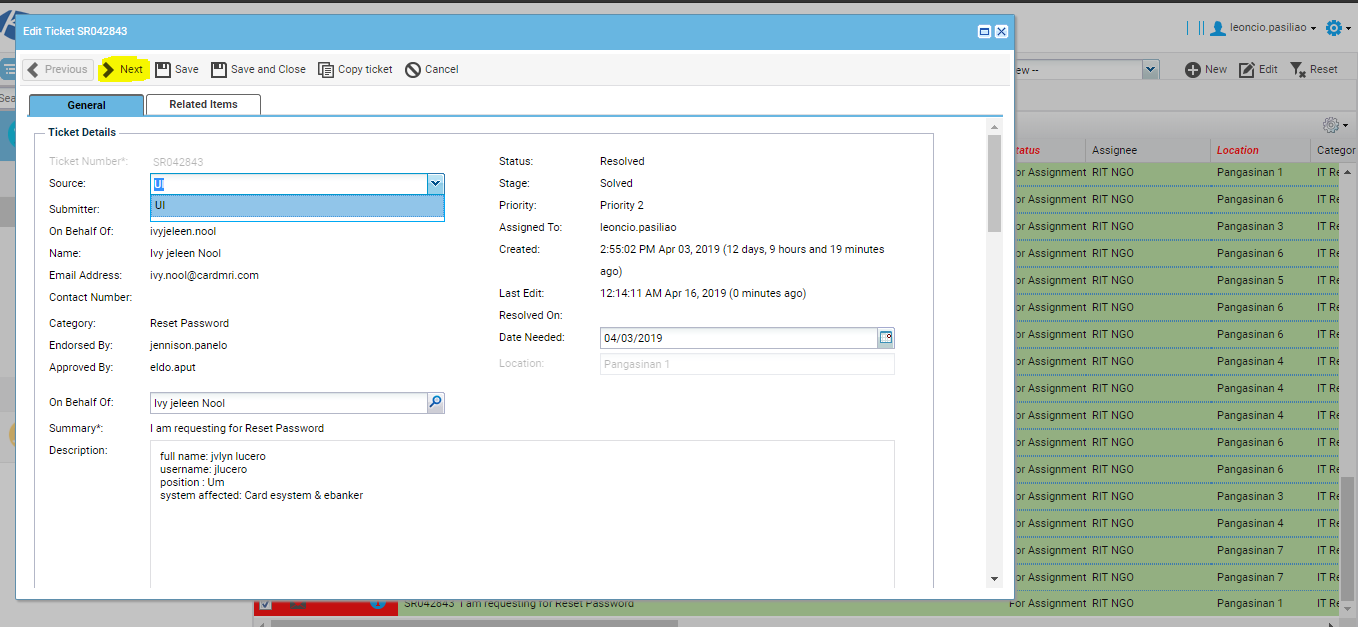 Edit Ticket SR042843
leoncio.pasiliao
Previous Next Save Save and Close Copy ticket Cancel
ew --
New Edit Reset
Sea
General Related Items
Ticket Details
Ticket Number*: SR042843
Source: UI
UI
Submitter:
On Behalf Of: ivyjeleen.nool
Name: Ivy jeleen Nool
Email Address: ivy.nool@cardmri.com
Contact Number:
Category: Reset Password
Endorsed By: jennison.panelo
Approved By: eldo.aput
On Behalf Of: Ivy jeleen Nool
Summary*: I am requesting for Reset Password
Description:
full name: jvlyn lucero
username: jlucero
position : Um
system affected: Card esystem & ebanker
Status: Resolved
Stage: Solved
Priority: Priority 2
Assigned To: leoncio.pasiliao
Created: 2:55:02 PM Apr 03, 2019 (12 days, 9 hours and 19 minutes
ago)
Last Edit: 12:14:11 AM Apr 16, 2019 (0 minutes ago)
Resolved On:
Date Needed: 04/03/2019
Location: Pangasinan 1
tatus Assignee Location Categor
or Assignment RIT NGO Pangasinan 1 IT Re
or Assignment RIT NGO Pangasinan 6 IT Re
or Assignment RIT NGO Pangasinan 3 IT Re
or Assignment RIT NGO Pangasinan 6 IT Re
or Assignment RIT NGO Pangasinan 5 IT Re
or Assignment RIT NGO Pangasinan 6 IT Re
or Assignment RIT NGO Pangasinan 6 IT Re
or Assignment RIT NGO Pangasinan 4 IT Re
or Assignment RIT NGO Pangasinan 4 IT Re
or Assignment RIT NGO Pangasinan 4 IT Re
or Assignment RIT NGO Pangasinan 6 IT Re
or Assignment RIT NGO Pangasinan 6 IT Re
or Assignment RIT NGO Pangasinan 3 IT Re
or Assignment RIT NGO Pangasinan 4 IT Re
or Assignment RIT NGO Pangasinan 7 IT Re
or Assignment RIT NGO Pangasinan 7 IT Re
SR042843 I am requesting for Reset Password For Assignment RIT NGO Pangasinan 1 IT Re